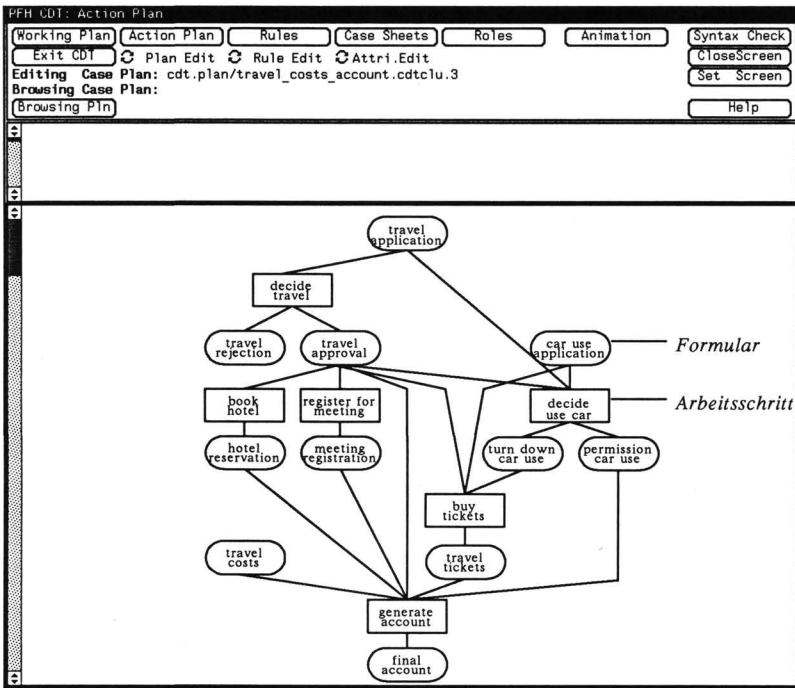 PFH CDT: Action Plan
Working Plan Action Plan Rules Case Sheets Roles Animation Syntax Check
Exit CDT Plan Edit Rule Edit Attri.Edit CloseScreen
Editing Case Plan: cdt.plan/travel_costs_account.cdtclu.3 Set Screen
Browsing Case Plan:
Browsing Pln Help
travel
application
decide
travel
travel
rejection
travel
approval
car use
application
Formular
book
hotel
register for
meeting
decide
use car
Arbeitsschritt
hotel
reservation
meeting
registration
turn down
car use
permission
car use
buy
tickets
travel
costs
travel
tickets
generate
account
final
account